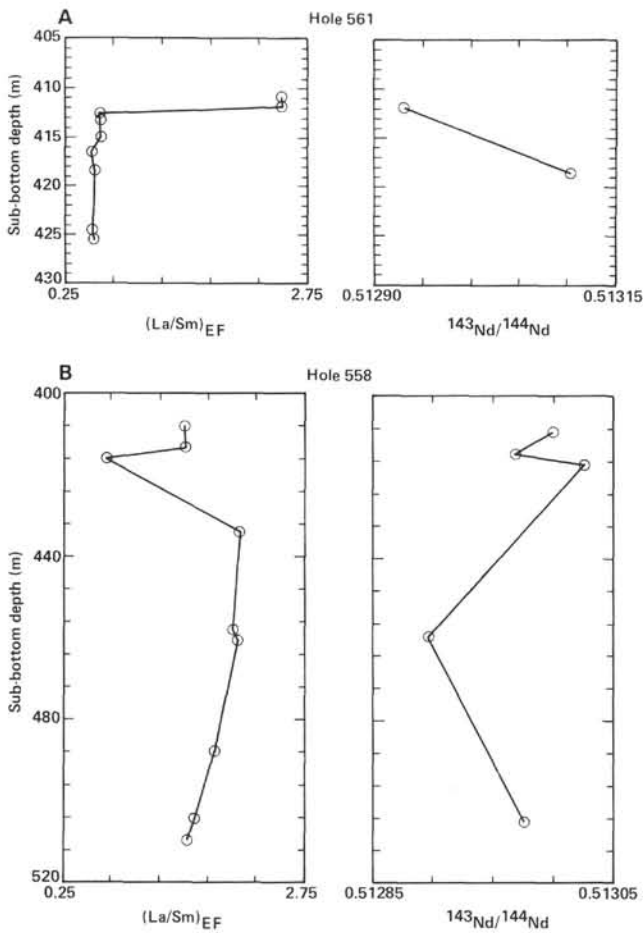 A
Hole 561
405
410
415
420
425
430
Sub-bottom depth (m)
0.25
2.75
(La/Sm)EF
0.51290
0.51315
143Nd/144Nd
B
Hole 558
400
440
480
520
Sub-bottom depth (m)
0.25
2.75
(La/Sm)EF
0.51285
0.51305
143Nd/144Nd